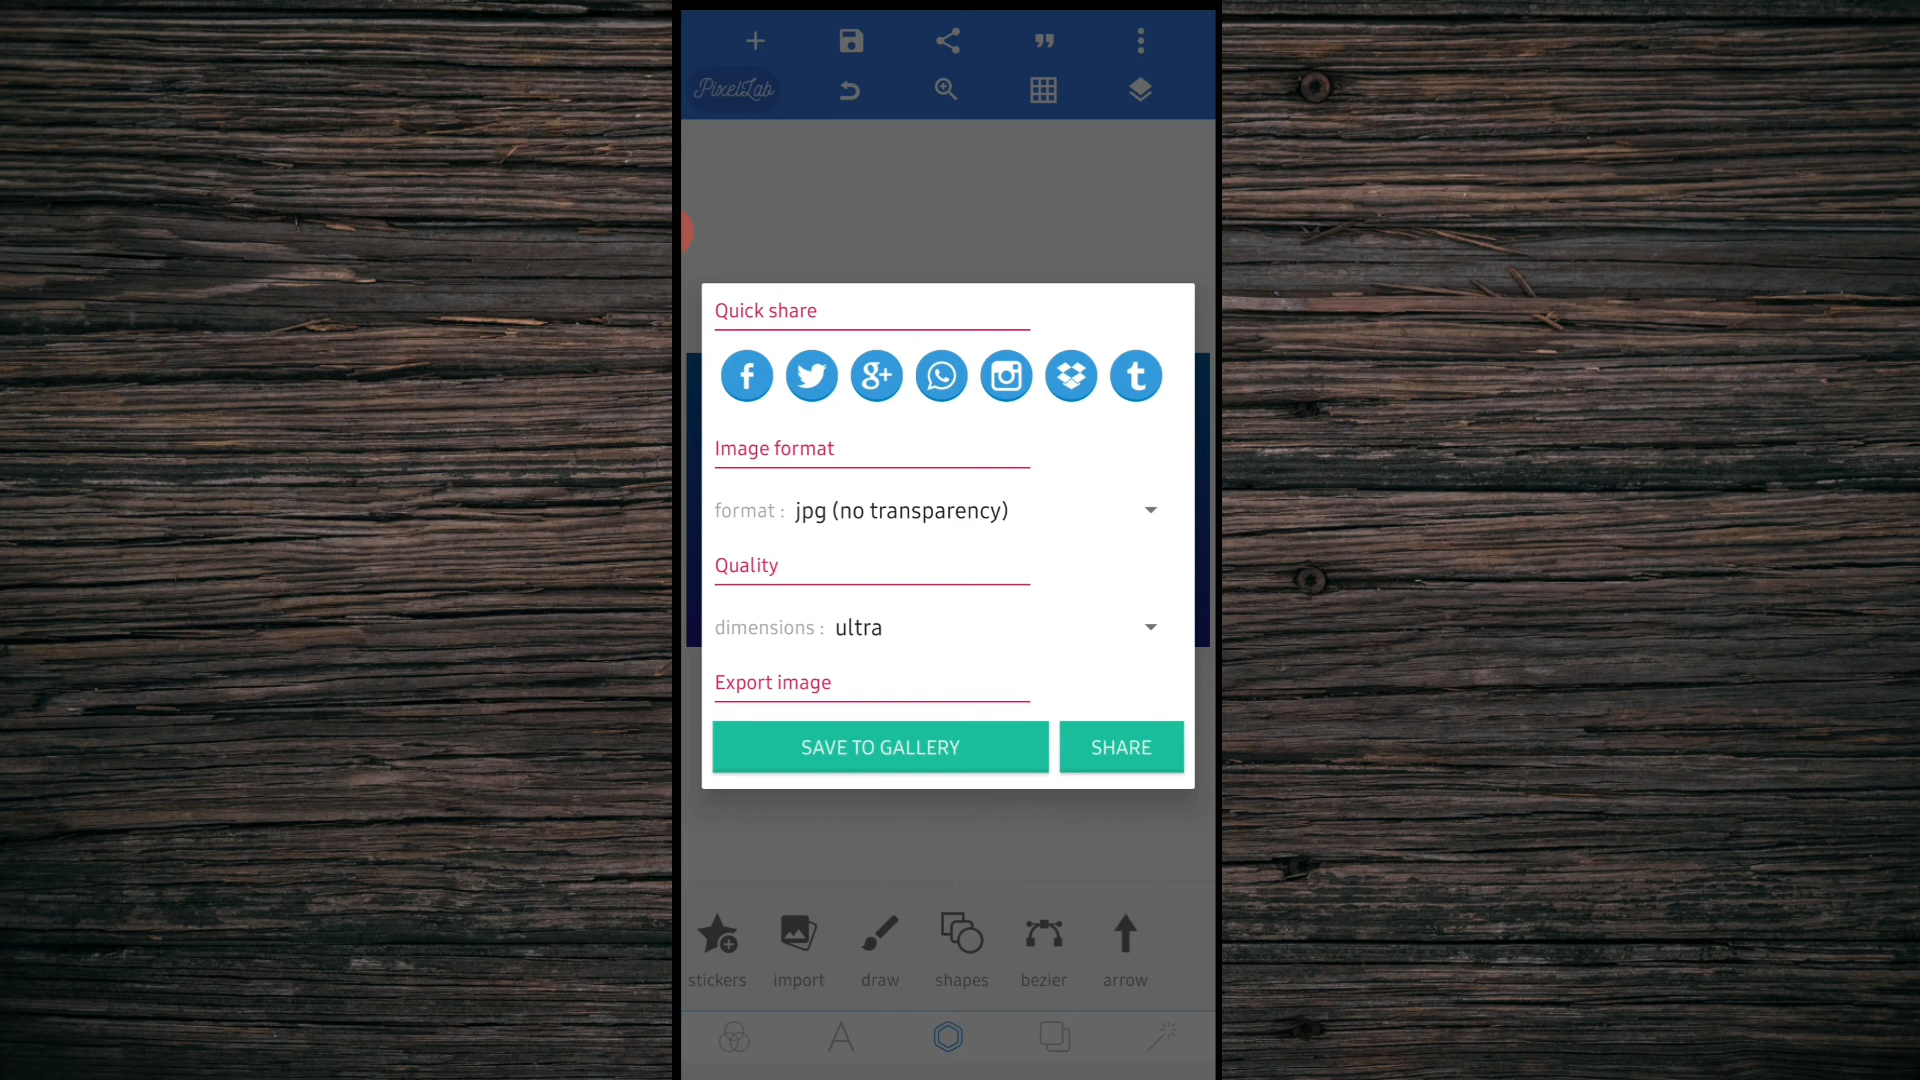 PixelLab
Quick share
Image format
format : jpg (no transparency)
Quality
dimensions : ultra
Export image
SAVE TO GALLERY SHARE
stickers import draw shapes bezier arrow